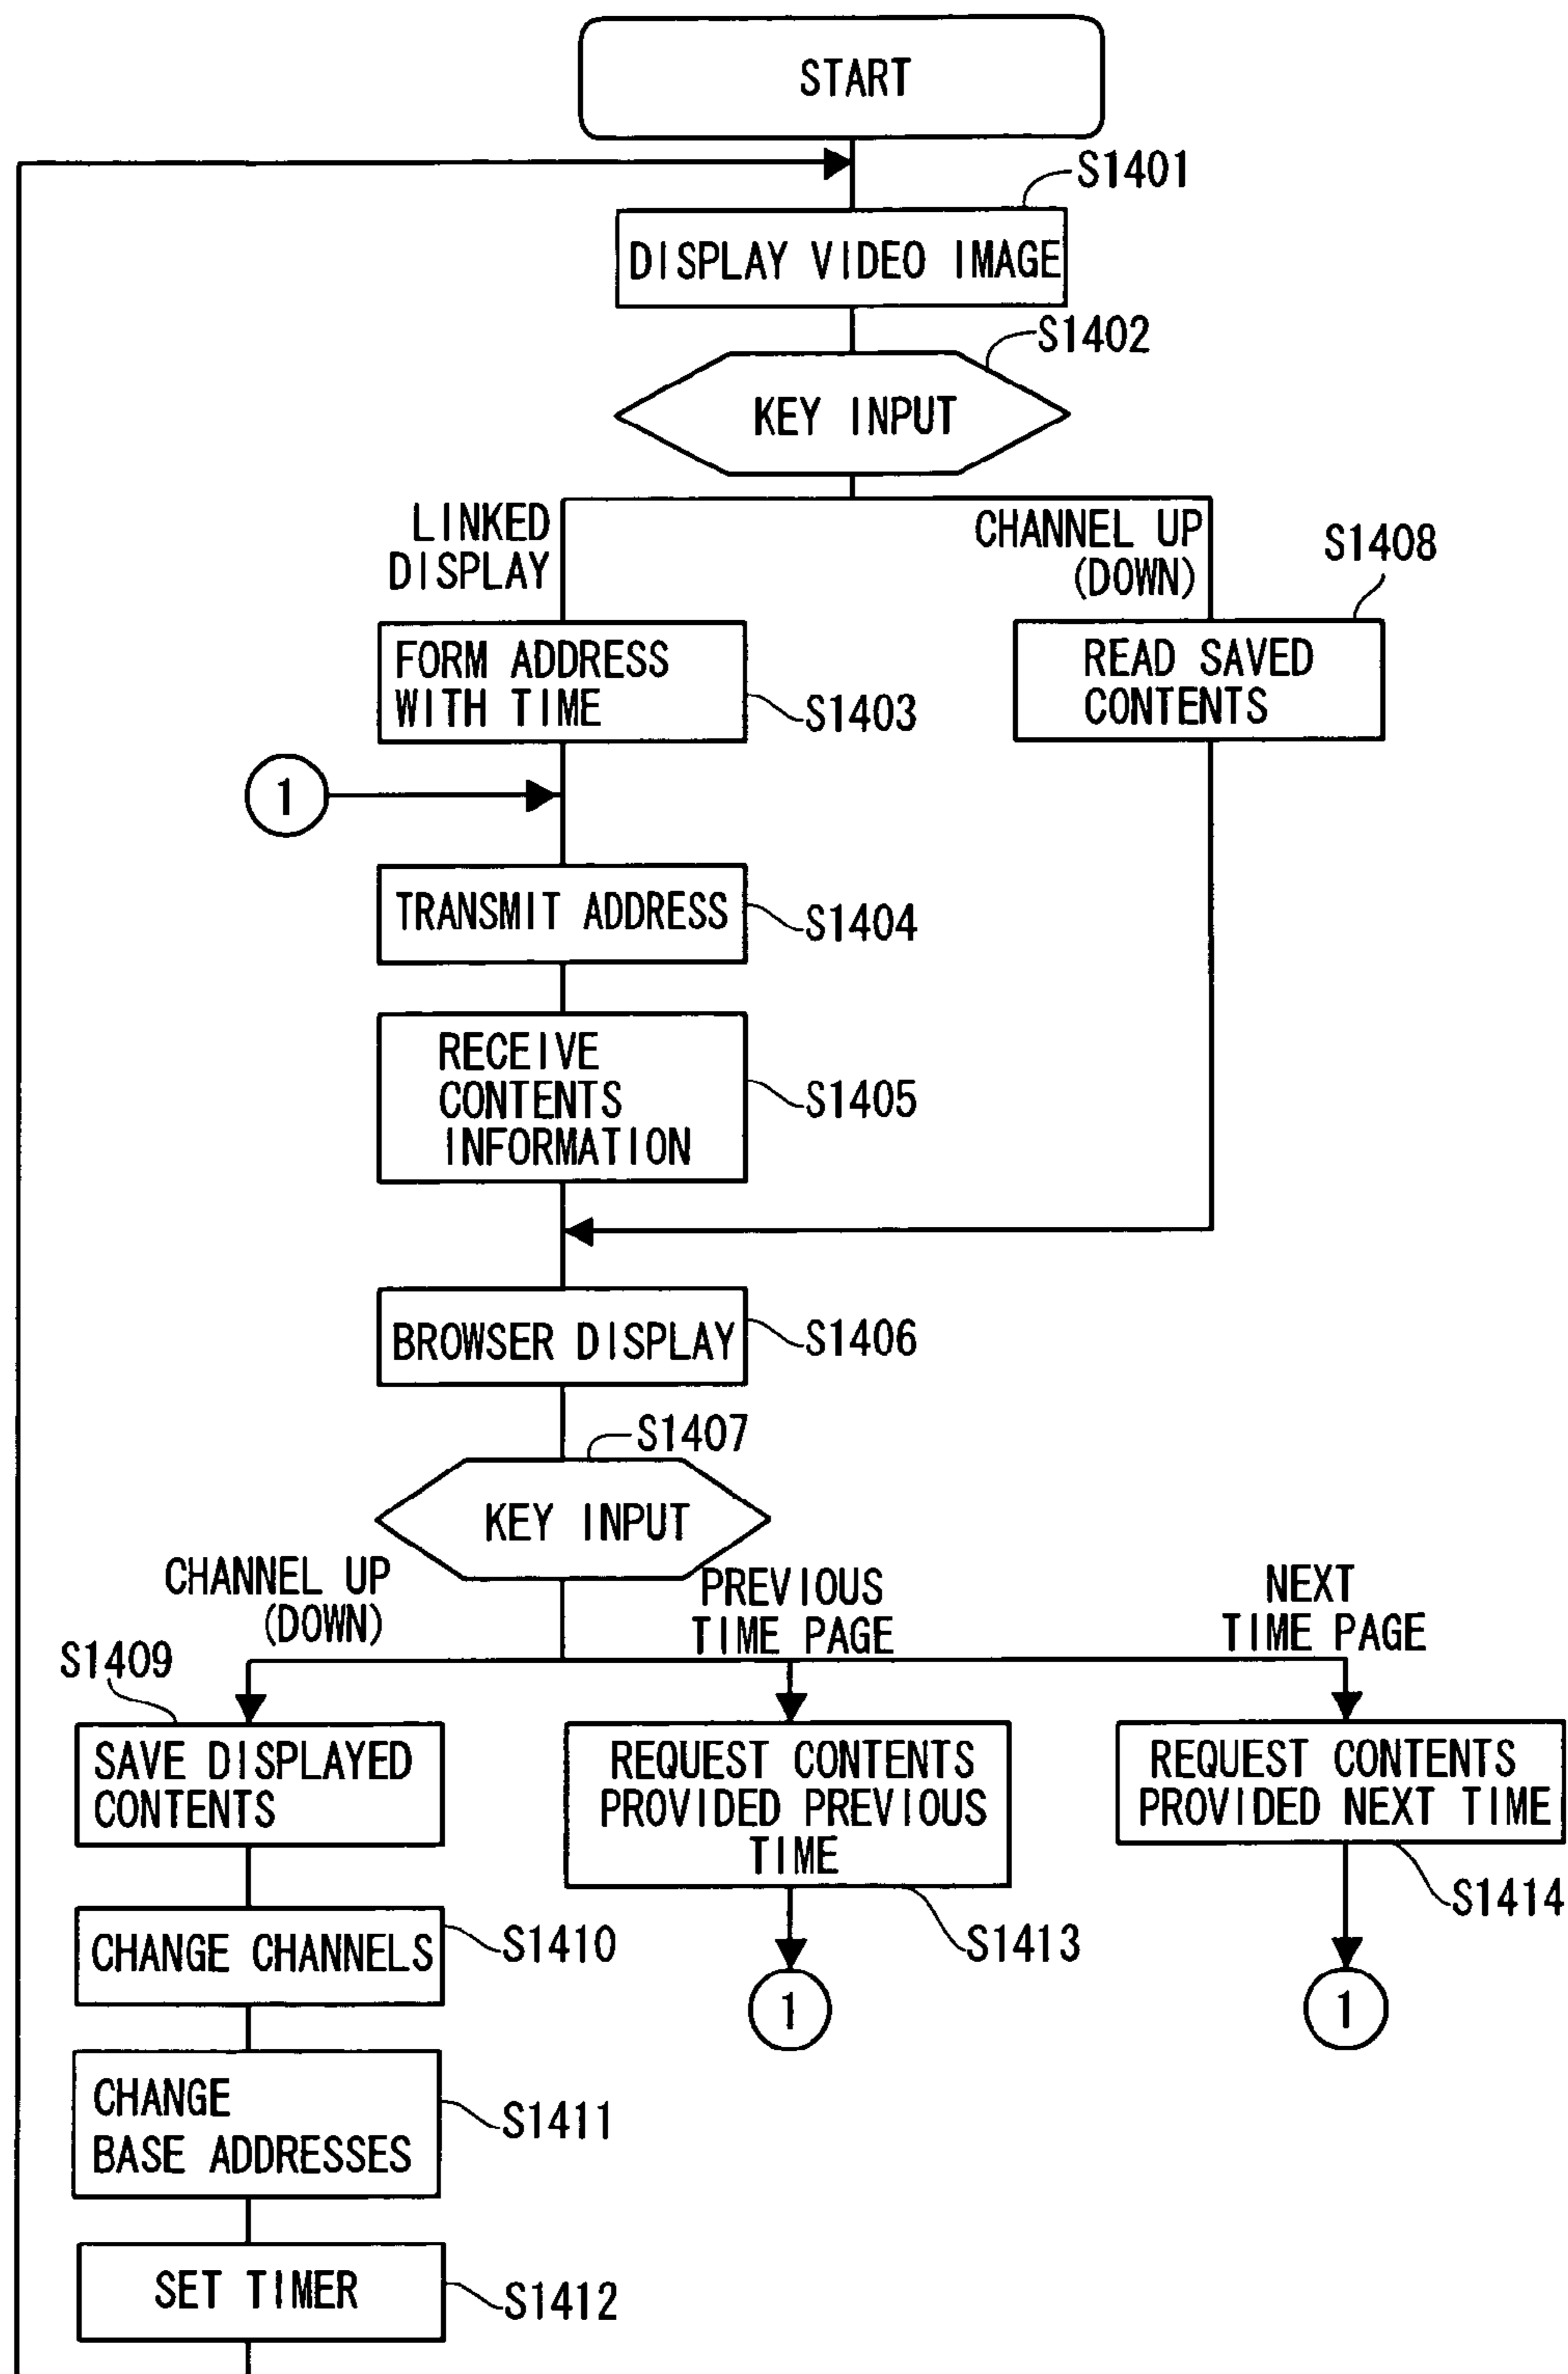 START
S1401
DISPLAY VIDEO IMAGE
S1402
KEY INPUT
LINKED
DISPLAY
CHANNEL UP
(DOWN)
S1408
FORM ADDRESS
WITH TIME
S1403
READ SAVED
CONTENTS
1
TRANSMIT ADDRESS
S1404
RECEIVE
CONTENTS
INFORMATION
S1405
BROWSER DISPLAY
S1406
S1407
KEY INPUT
CHANNEL UP
(DOWN)
PREVIOUS
TIME PAGE
NEXT
TIME PAGE
S1409
SAVE DISPLAYED
CONTENTS
REQUEST CONTENTS
PROVIDED PREVIOUS
TIME
REQUEST CONTENTS
PROVIDED NEXT TIME
S1414
CHANGE CHANNELS
S1410
S1413
1
1
CHANGE
BASE ADDRESSES
S1411
SET TIMER
S1412